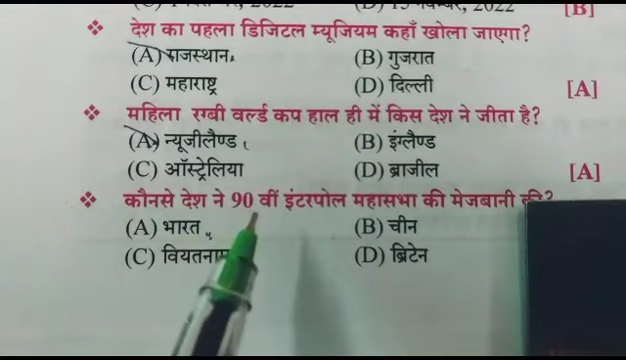 [B]
❖ देश का पहला डिजिटल म्यूजियम कहाँ खोला जाएगा?
(A) राजस्थान (B) गुजरात
(C) महाराष्ट्र (D) दिल्ली [A]
❖ महिला रग्बी वर्ल्ड कप हाल ही में किस देश ने जीता है?
(A) न्यूजीलैण्ड (B) इंग्लैण्ड
(C) ऑस्ट्रेलिया (D) ब्राजील [A]
❖ कौनसे देश ने 90 वीं इंटरपोल महासभा की मेजबानी की?
(A) भारत (B) चीन
(C) (D) ब्रिटेन